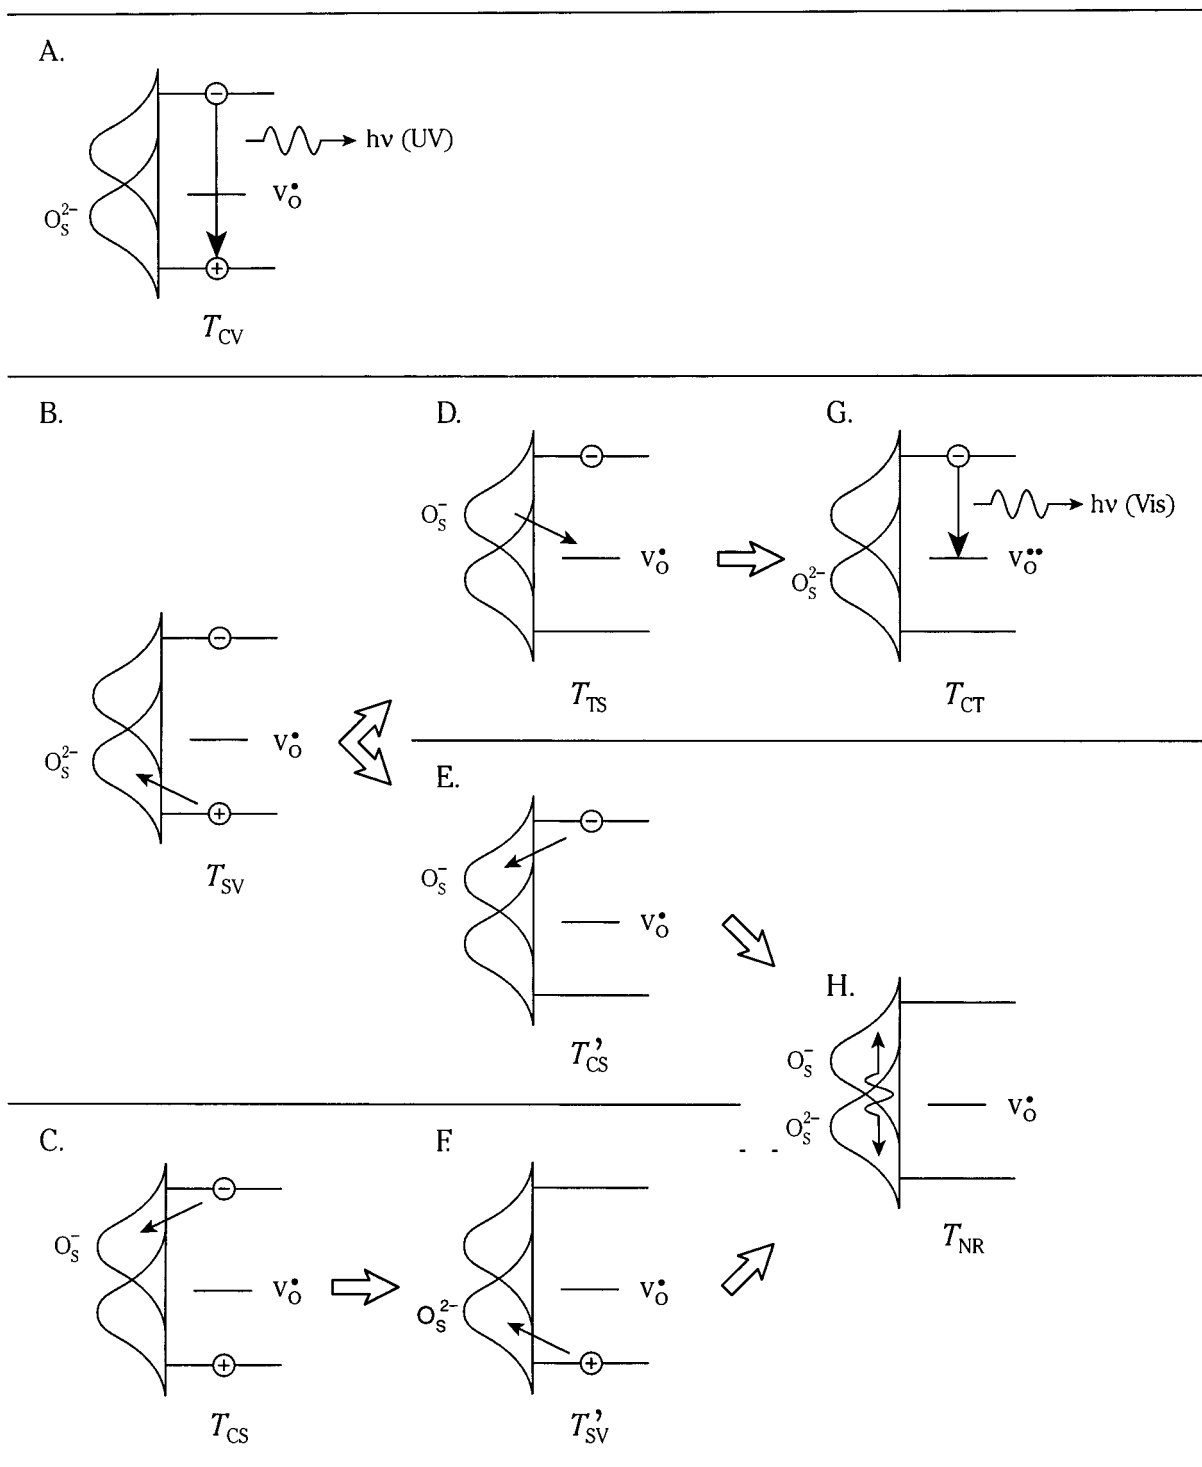 A.
⊖
hν (UV)
V_O^•
O_S^2−
⊕
T_CV
B.
⊖
V_O^•
O_S^2−
⊕
T_SV
D.
⊖
O_S^−
V_O^•
T_TS
G.
⊖
hν (Vis)
V_O^••
O_S^2−
T_CT
E.
⊖
O_S^−
V_O^•
T'_CS
H.
O_S^−
O_S^2−
V_O^•
T_NR
C.
⊖
O_S^−
V_O^•
⊕
T_CS
F.
V_O^•
O_S^2−
⊕
T'_SV